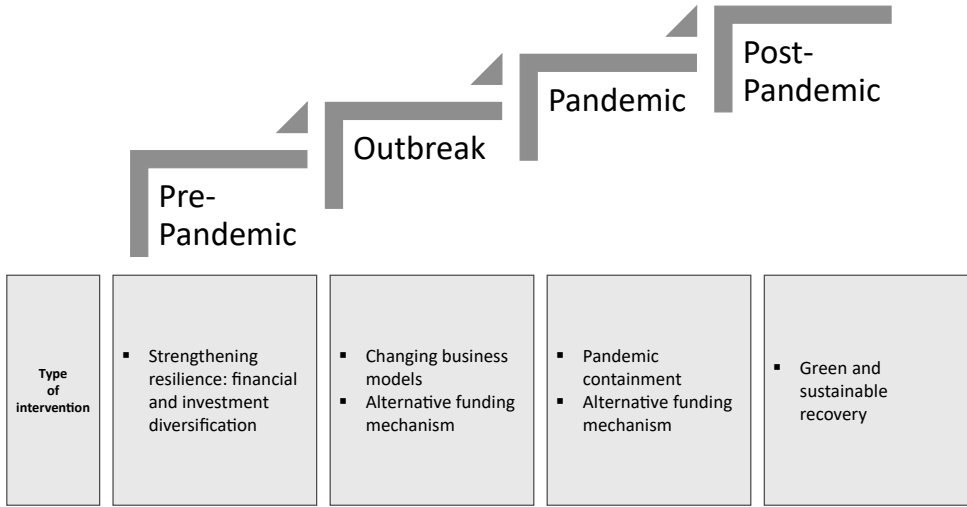 Pre-
Pandemic
Outbreak
Pandemic
Post-
Pandemic
Type
of
intervention
▪ Strengthening
resilience: financial
and investment
diversification
▪ Changing business
models
▪ Alternative funding
mechanism
▪ Pandemic
containment
▪ Alternative funding
mechanism
▪ Green and
sustainable
recovery